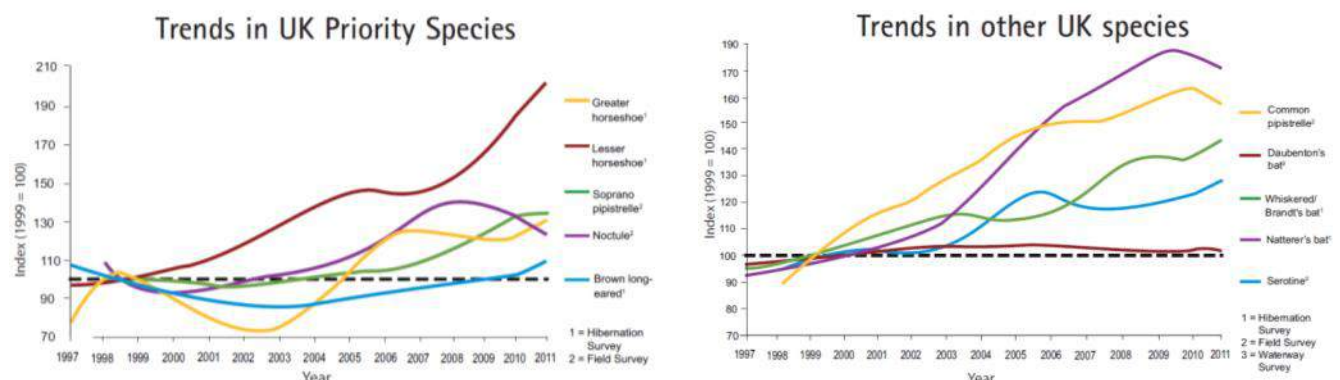 Trends in UK Priority Species
Index (1999 = 100)
210
190
170
150
130
110
90
70
1997 1998 1999 2000 2001 2002 2003 2004 2005 2006 2007 2008 2009 2010 2011
Year
Greater
horseshoe¹
Lesser
horseshoe¹
Soprano
pipistrelle²
Noctule²
Brown long-
eared¹
1 = Hibernation
Survey
2 = Field Survey
Trends in other UK species
Index (1999 = 100)
190
170
160
150
140
130
120
110
100
90
80
70
1997 1998 1999 2000 2001 2002 2003 2004 2005 2006 2007 2008 2009 2010 2011
Year
Common
pipistrelle²
Daubenton's
bat³
Whiskered/
Brandt's bat¹
Natterer's bat¹
Serotine²
1 = Hibernation
Survey
2 = Field Survey
3 = Waterway
Survey